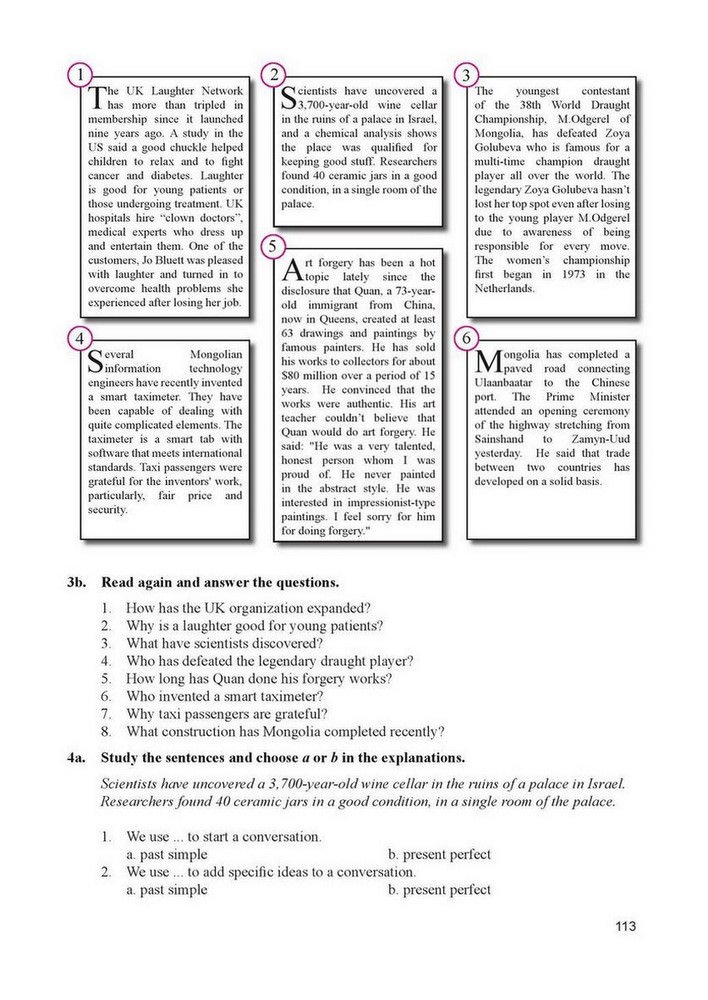 1
The UK Laughter Network
has more than tripled in
membership since it launched
nine years ago. A study in the
US said a good chuckle helped
children to relax and to fight
cancer and diabetes. Laughter
is good for young patients or
those undergoing treatment. UK
hospitals hire “clown doctors”,
medical experts who dress up
and entertain them. One of the
customers, Jo Bluett was pleased
with laughter and turned in to
overcome health problems she
experienced after losing her job.
2
Scientists have uncovered a
3,700-year-old wine cellar
in the ruins of a palace in Israel,
and a chemical analysis shows
the place was qualified for
keeping good stuff. Researchers
found 40 ceramic jars in a good
condition, in a single room of the
palace.
3
The youngest contestant
of the 38th World Draught
Championship, M.Odgerel of
Mongolia, has defeated Zoya
Golubeva who is famous for a
multi-time champion draught
player all over the world. The
legendary Zoya Golubeva hasn’t
lost her top spot even after losing
to the young player M.Odgerel
due to awareness of being
responsible for every move.
The women’s championship
first began in 1973 in the
Netherlands.
4
Several Mongolian
information technology
engineers have recently invented
a smart taximeter. They have
been capable of dealing with
quite complicated elements. The
taximeter is a smart tab with
software that meets international
standards. Taxi passengers were
grateful for the inventors' work,
particularly, fair price and
security.
5
Art forgery has been a hot
topic lately since the
disclosure that Quan, a 73-year-
old immigrant from China,
now in Queens, created at least
63 drawings and paintings by
famous painters. He has sold
his works to collectors for about
$80 million over a period of 15
years. He convinced that the
works were authentic. His art
teacher couldn’t believe that
Quan would do art forgery. He
said: "He was a very talented,
honest person whom I was
proud of. He never painted
in the abstract style. He was
interested in impressionist-type
paintings. I feel sorry for him
for doing forgery."
6
Mongolia has completed a
paved road connecting
Ulaanbaatar to the Chinese
port. The Prime Minister
attended an opening ceremony
of the highway stretching from
Sainshand to Zamyn-Uud
yesterday. He said that trade
between two countries has
developed on a solid basis.
3b. Read again and answer the questions.
1. How has the UK organization expanded?
2. Why is a laughter good for young patients?
3. What have scientists discovered?
4. Who has defeated the legendary draught player?
5. How long has Quan done his forgery works?
6. Who invented a smart taximeter?
7. Why taxi passengers are grateful?
8. What construction has Mongolia completed recently?
4a. Study the sentences and choose a or b in the explanations.
Scientists have uncovered a 3,700-year-old wine cellar in the ruins of a palace in Israel.
Researchers found 40 ceramic jars in a good condition, in a single room of the palace.
1. We use ... to start a conversation.
a. past simple b. present perfect
2. We use ... to add specific ideas to a conversation.
a. past simple b. present perfect
113